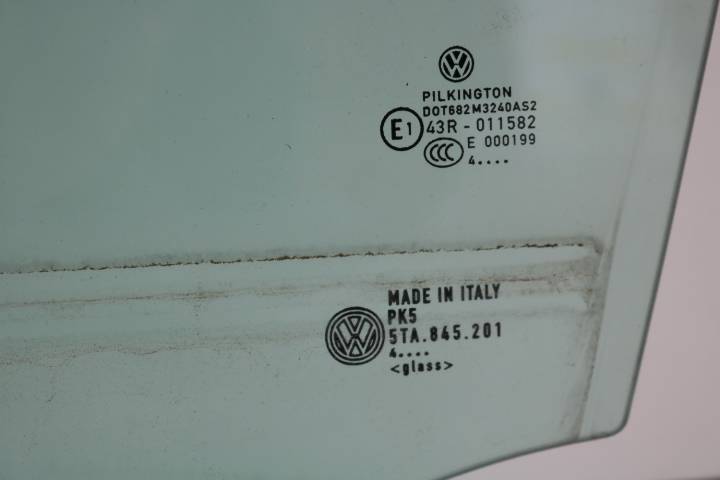 PILKINGTON
DOT682M3240AS2
E1 43R - 011582
CCC E 000199
4....
MADE IN ITALY
PK5
5TA.845.201
4....
<glass>